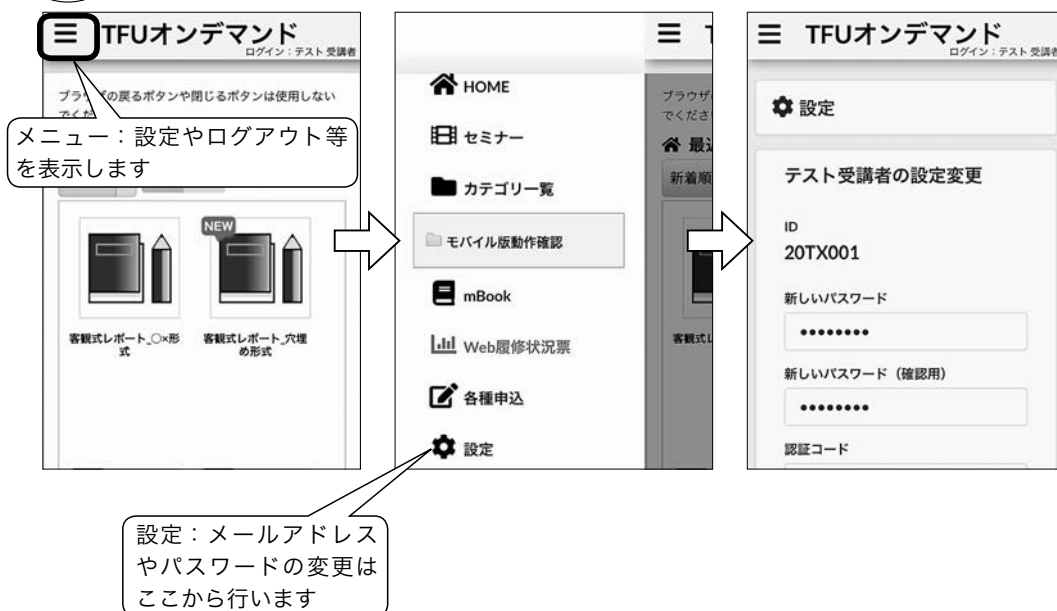 TFUオンデマンド
ログイン：テスト 受講者
ブラウザの戻るボタンや閉じるボタンは使用しない
でくだ
メニュー：設定やログアウト等
を表示します
NEW
客観式レポート_○×形
式
客観式レポート_穴埋
め形式
HOME
セミナー
カテゴリ一覧
モバイル版動作確認
mBook
Web履修状況票
各種申込
設定
ブラウザ
でくださ
最近
新着順
客観式レ
設定：メールアドレス
やパスワードの変更は
ここから行います
TFUオンデマンド
ログイン：テスト 受講者
設定
テスト受講者の設定変更
ID
20TX001
新しいパスワード
••••••••
新しいパスワード（確認用）
••••••••
認証コード